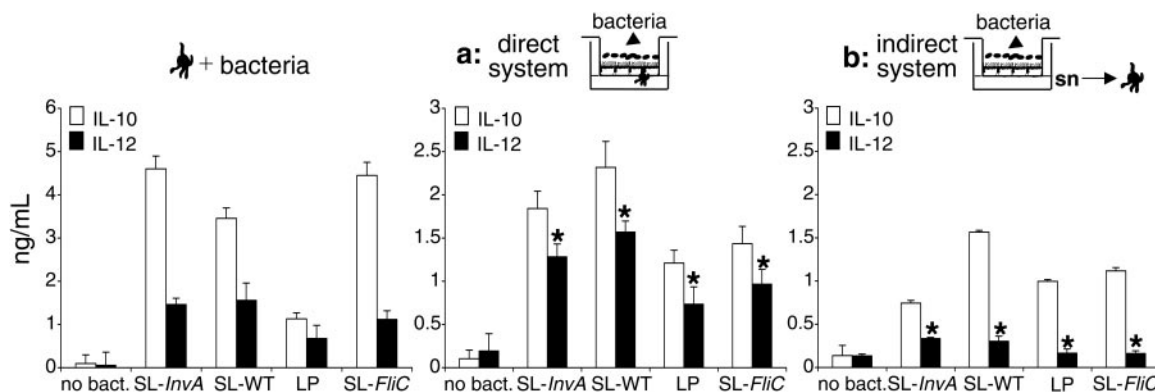 + bacteria
a: direct system
bacteria
b: indirect system
bacteria
sn
ng/mL
6
5
4
3
2
1
0
IL-10
IL-12
no bact. SL-InvA SL-WT LP SL-FliC
3
2.5
2
1.5
1
0.5
0
IL-10
IL-12
* * * *
no bact. SL-InvA SL-WT LP SL-FliC
3
2.5
2
1.5
1
0.5
0
IL-10
IL-12
* * * *
no bact. SL-InvA SL-WT LP SL-FliC